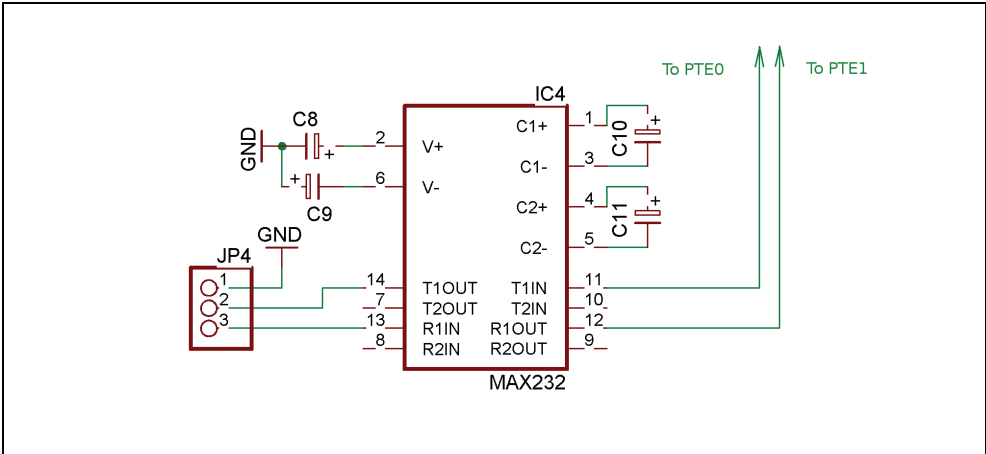 To PTE0
To PTE1
IC4
C8
+
GND
2
V+
C1+
1
+
C10
6
V-
C1-
3
+
C9
C2+
4
+
C11
GND
C2-
5
JP4
1
14
T1OUT
T1IN
11
2
7
T2OUT
T2IN
10
3
13
R1IN
R1OUT
12
8
R2IN
R2OUT
9
MAX232